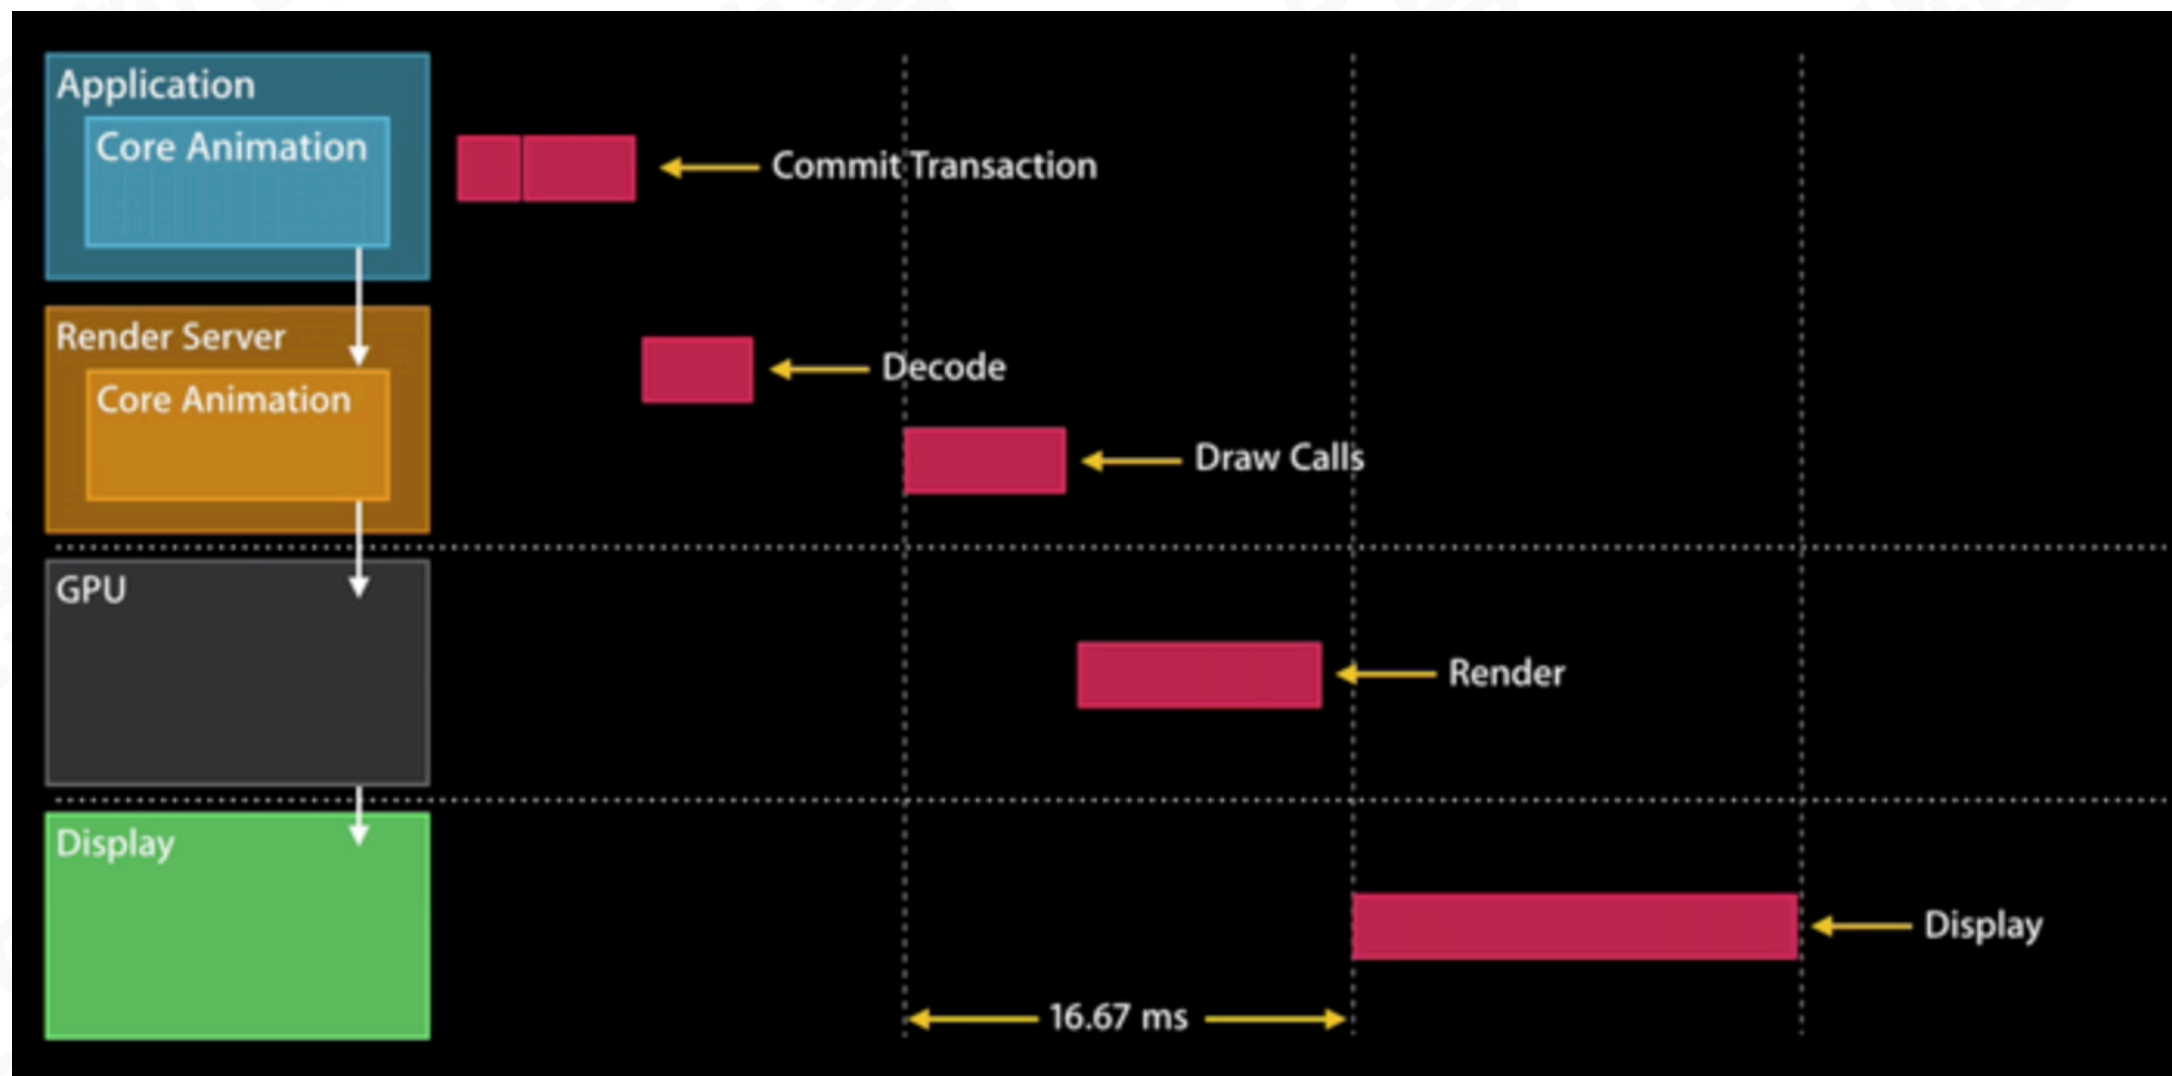 Application
Core Animation
Commit Transaction
Render Server
Decode
Core Animation
Draw Calls
GPU
Render
Display
Display
16.67 ms